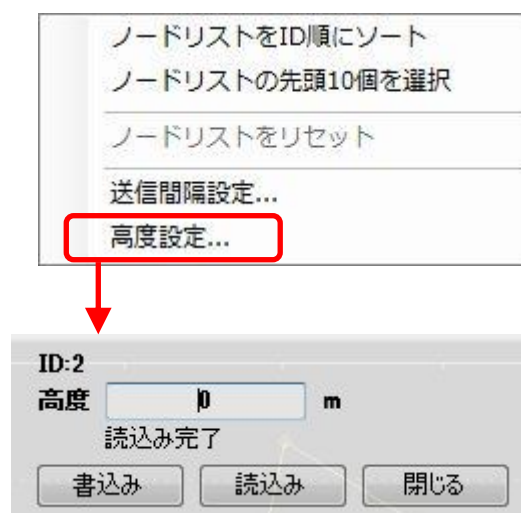 ノードリストをID順にソート
ノードリストの先頭10個を選択
ノードリストをリセット
送信間隔設定...
高度設定...
ID:2
高度 0 m
読込み完了
書込み 読込み 閉じる